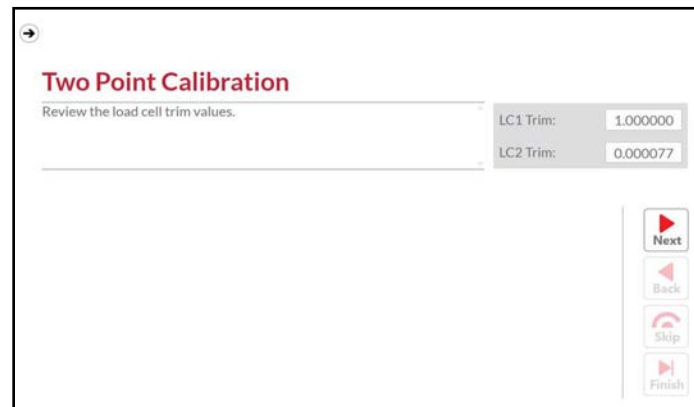 Two Point Calibration
Review the load cell trim values.
LC1 Trim: 1.000000
LC2 Trim: 0.000077
Next
Back
Skip
Finish